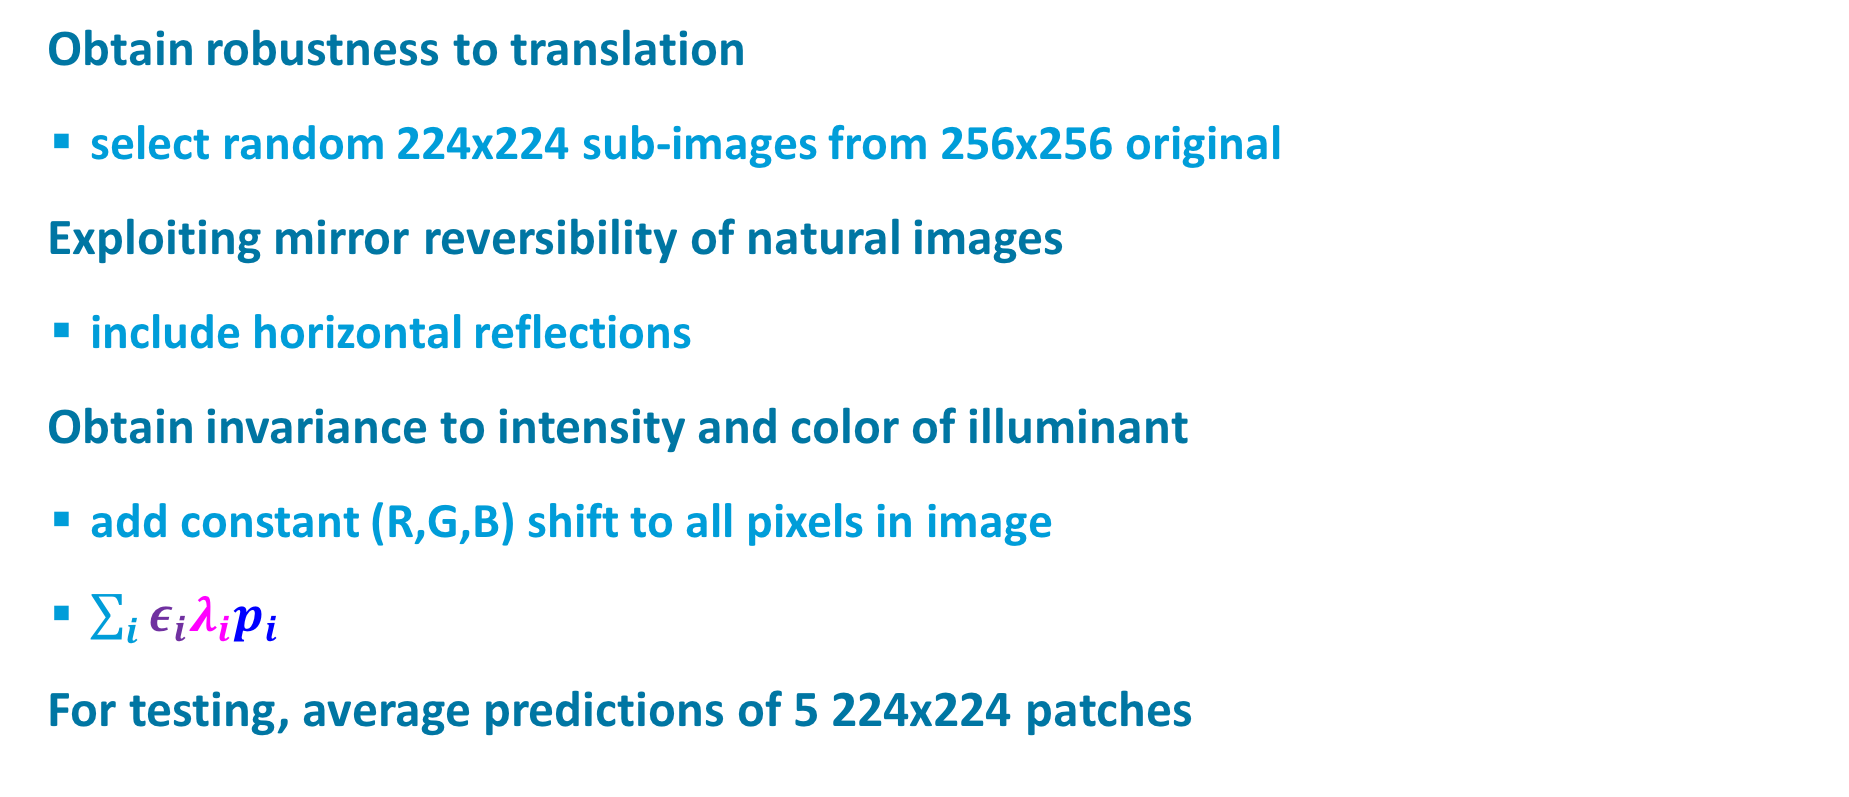 Obtain robustness to translation
▪ select random 224x224 sub-images from 256x256 original
Exploiting mirror reversibility of natural images
▪ include horizontal reflections
Obtain invariance to intensity and color of illuminant
▪ add constant (R,G,B) shift to all pixels in image
▪ ∑ᵢ ϵᵢλᵢpᵢ
For testing, average predictions of 5 224x224 patches